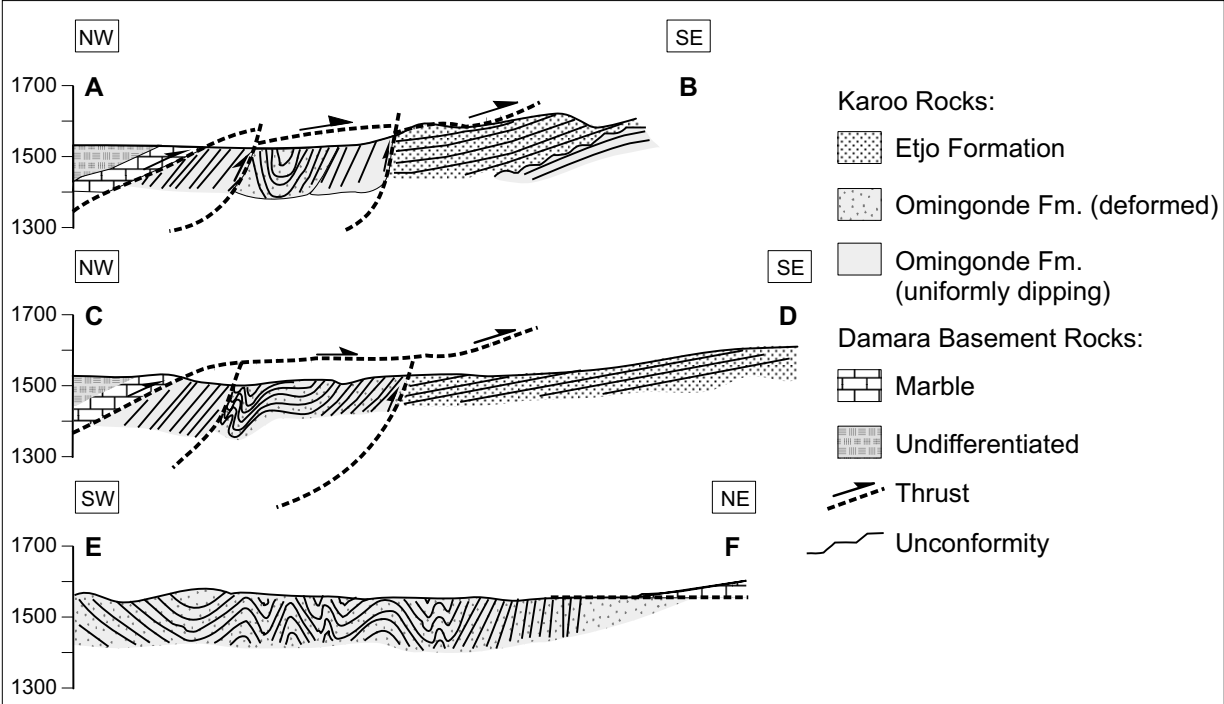 NW
SE
1700
A
B
1500
1300
NW
SE
1700
C
D
1500
1300
SW
NE
1700
E
F
1500
1300
Karoo Rocks:
Etjo Formation
Omingonde Fm. (deformed)
Omingonde Fm.
(uniformly dipping)
Damara Basement Rocks:
Marble
Undifferentiated
Thrust
Unconformity